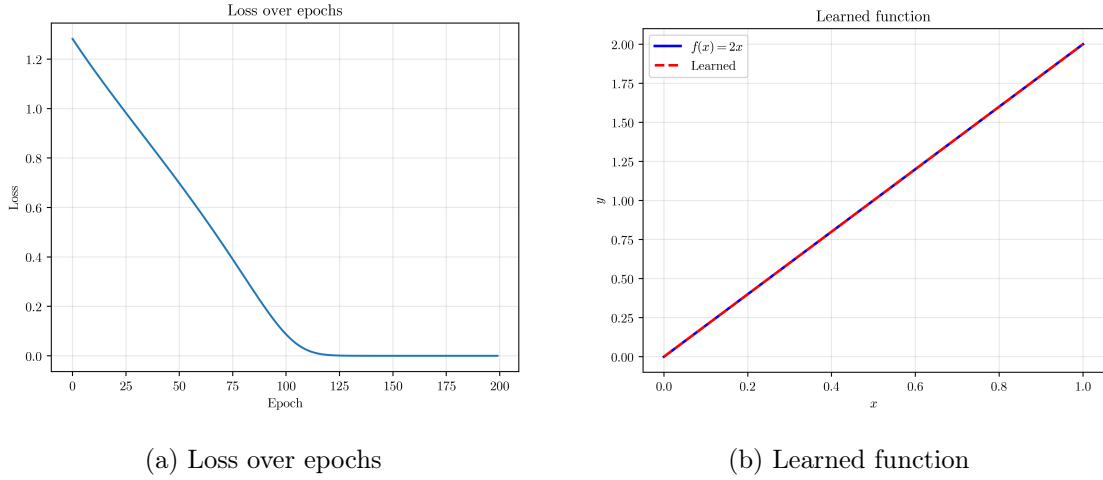 Loss over epochs
1.2
1.0
0.8
0.6
0.4
0.2
0.0
Loss
0 25 50 75 100 125 150 175 200
Epoch
(a) Loss over epochs
Learned function
f(x) = 2x
Learned
2.00
1.75
1.50
1.25
1.00
0.75
0.50
0.25
0.00
y
0.0 0.2 0.4 0.6 0.8 1.0
x
(b) Learned function